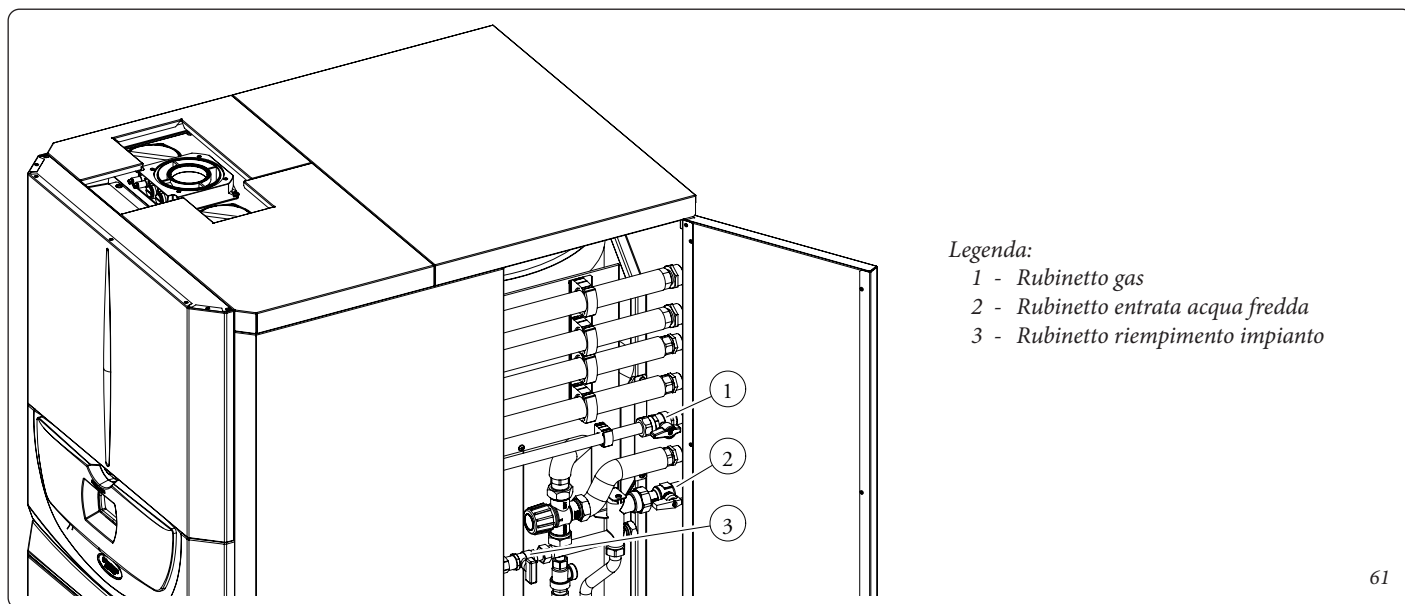 1
2
3
Legenda:
1 - Rubinetto gas
2 - Rubinetto entrata acqua fredda
3 - Rubinetto riempimento impianto
61